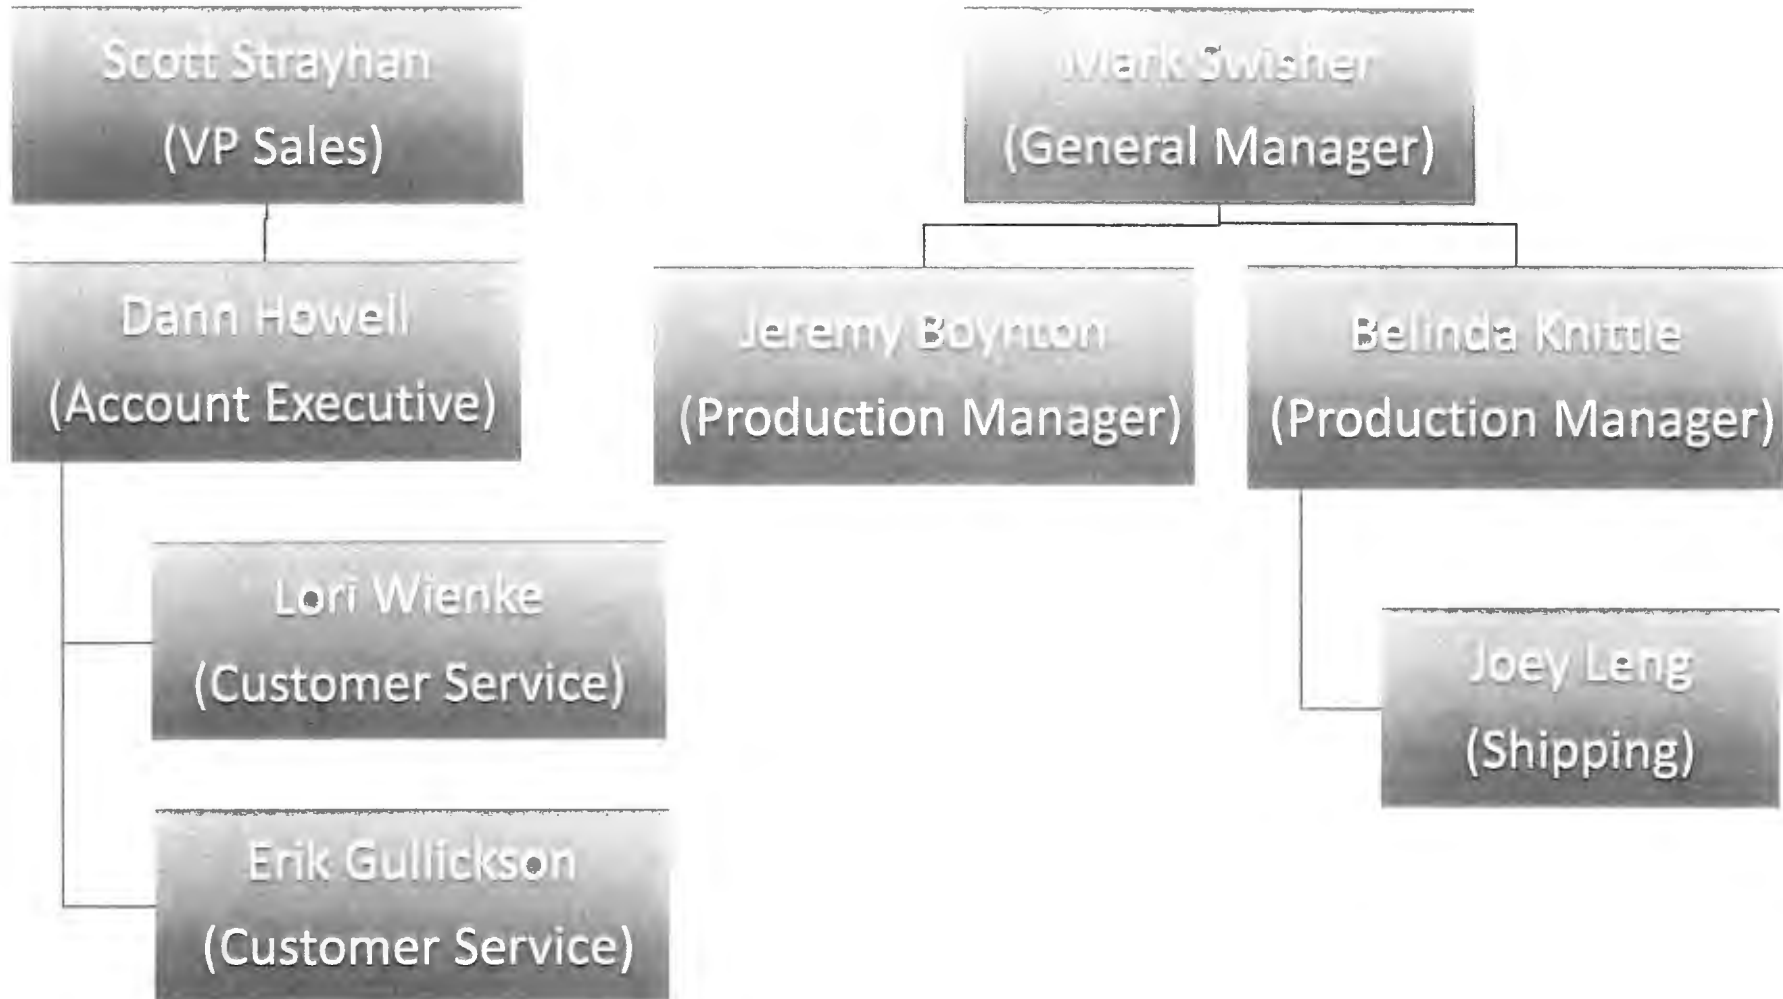 Scott Strayhan
(VP Sales)
Mark Swisher
(General Manager)
Dann Howell
(Account Executive)
Jeremy Boynton
(Production Manager)
Belinda Knittle
(Production Manager)
Lori Wienke
(Customer Service)
Joey Leng
(Shipping)
Erik Gullickson
(Customer Service)